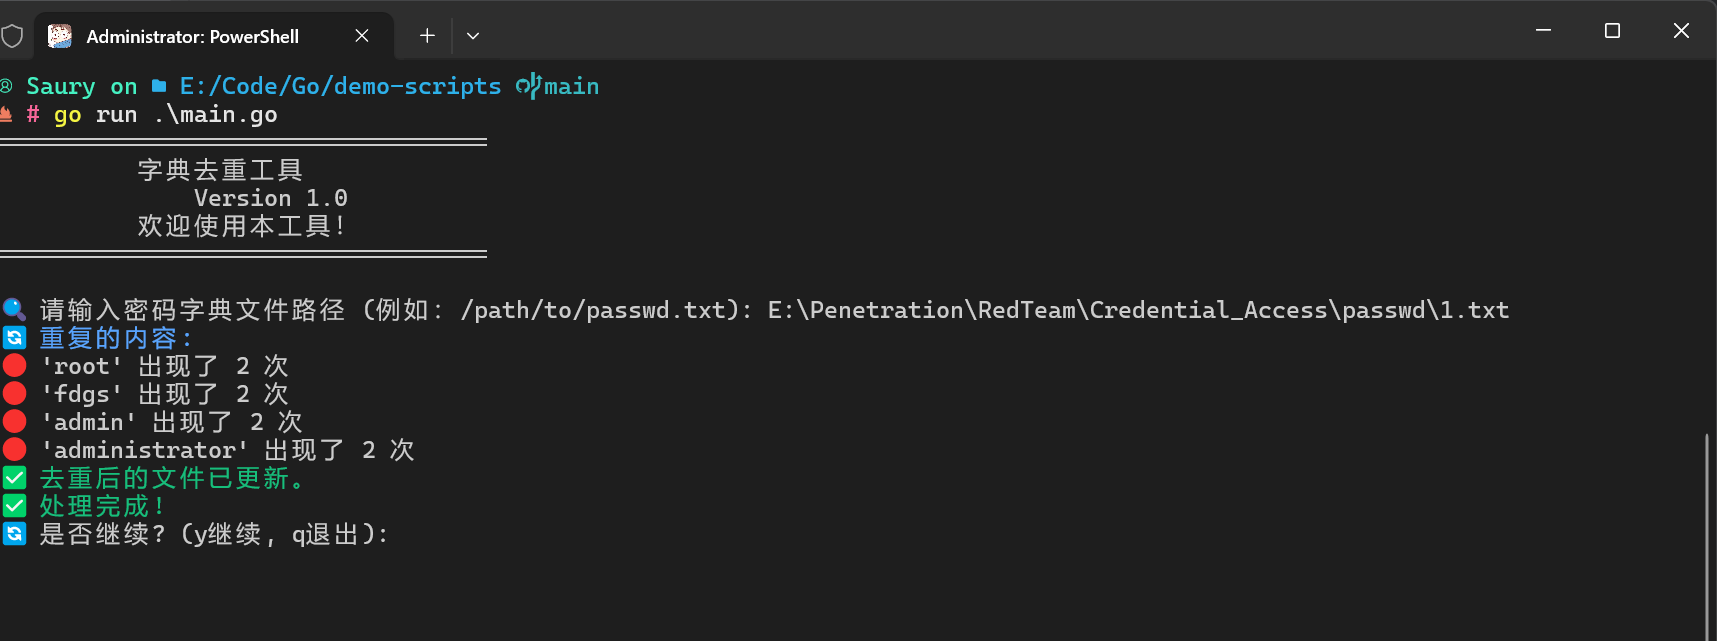 Administrator: PowerShell
Saury on E:/Code/Go/demo-scripts main
# go run .\main.go
字典去重工具
Version 1.0
欢迎使用本工具!
请输入密码字典文件路径 (例如: /path/to/passwd.txt): E:\Penetration\RedTeam\Credential_Access\passwd\1.txt
重复的内容:
'root' 出现了 2 次
'fdgs' 出现了 2 次
'admin' 出现了 2 次
'administrator' 出现了 2 次
去重后的文件已更新。
处理完成!
是否继续? (y继续, q退出):